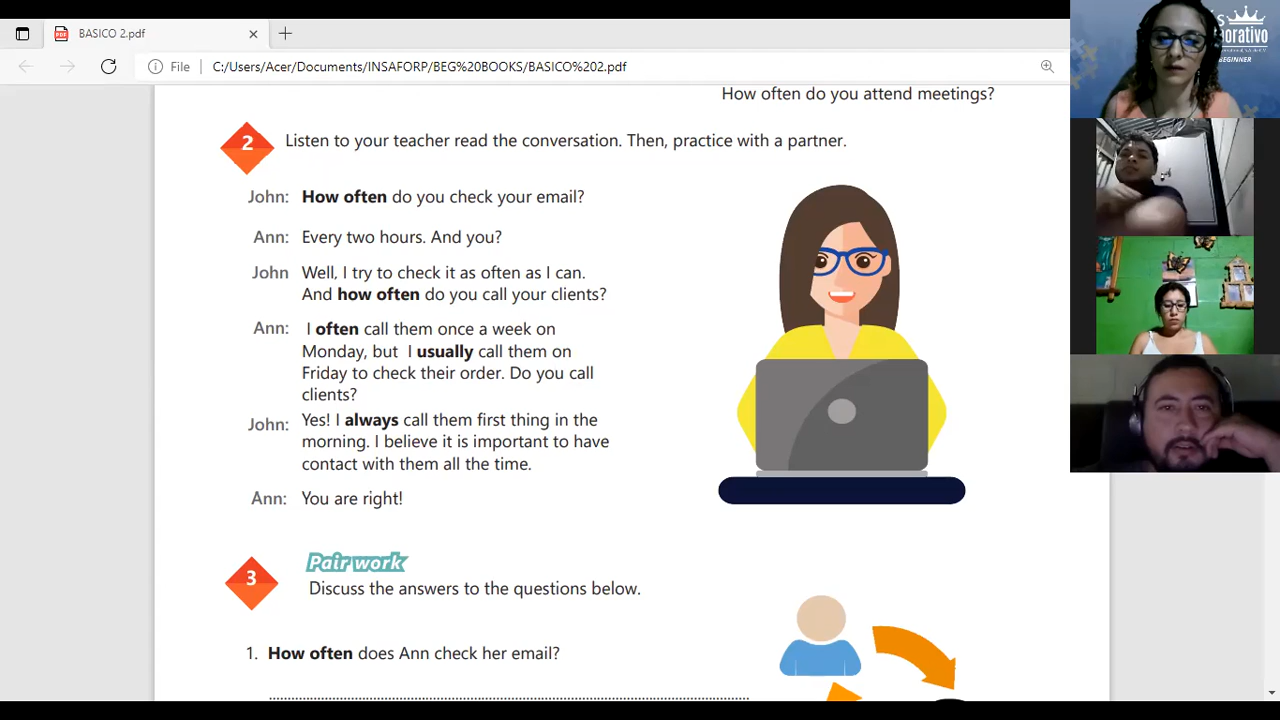 BASICO 2.pdf
File C:/Users/Acer/Documents/INSAFORP/BEG%20BOOKS/BASICO%202.pdf
How often do you attend meetings?
2 Listen to your teacher read the conversation. Then, practice with a partner.
John: How often do you check your email?
Ann: Every two hours. And you?
John Well, I try to check it as often as I can.
And how often do you call your clients?
Ann: I often call them once a week on
Monday, but I usually call them on
Friday to check their order. Do you call
clients?
John: Yes! I always call them first thing in the
morning. I believe it is important to have
contact with them all the time.
Ann: You are right!
3 Pair work
Discuss the answers to the questions below.
1. How often does Ann check her email?
BEGINNER